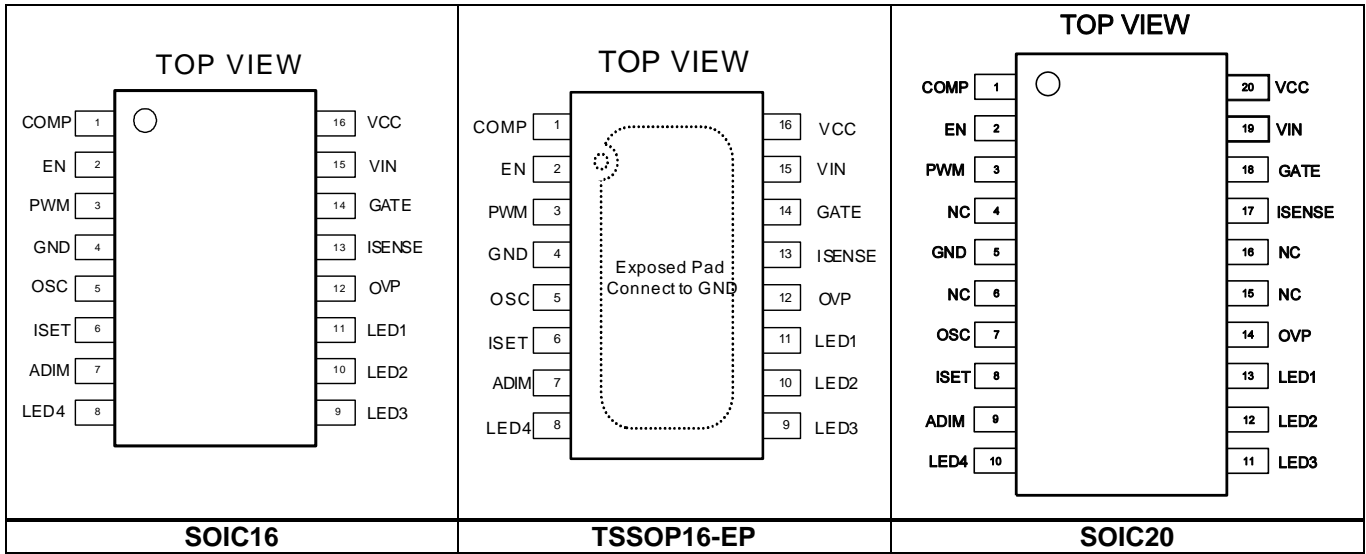 TOP VIEW
COMP 1 16 VCC
EN 2 15 VIN
PWM 3 14 GATE
GND 4 13 ISENSE
OSC 5 12 OVP
ISET 6 11 LED1
ADIM 7 10 LED2
LED4 8 9 LED3
SOIC16
TOP VIEW
COMP 1 16 VCC
EN 2 15 VIN
PWM 3 14 GATE
GND 4 13 ISENSE
Exposed Pad
Connect to GND
OSC 5 12 OVP
ISET 6 11 LED1
ADIM 7 10 LED2
LED4 8 9 LED3
TSSOP16-EP
TOP VIEW
COMP 1 20 VCC
EN 2 19 VIN
PWM 3 18 GATE
NC 4 17 ISENSE
GND 5 16 NC
NC 6 15 NC
OSC 7 14 OVP
ISET 8 13 LED1
ADIM 9 12 LED2
LED4 10 11 LED3
SOIC20